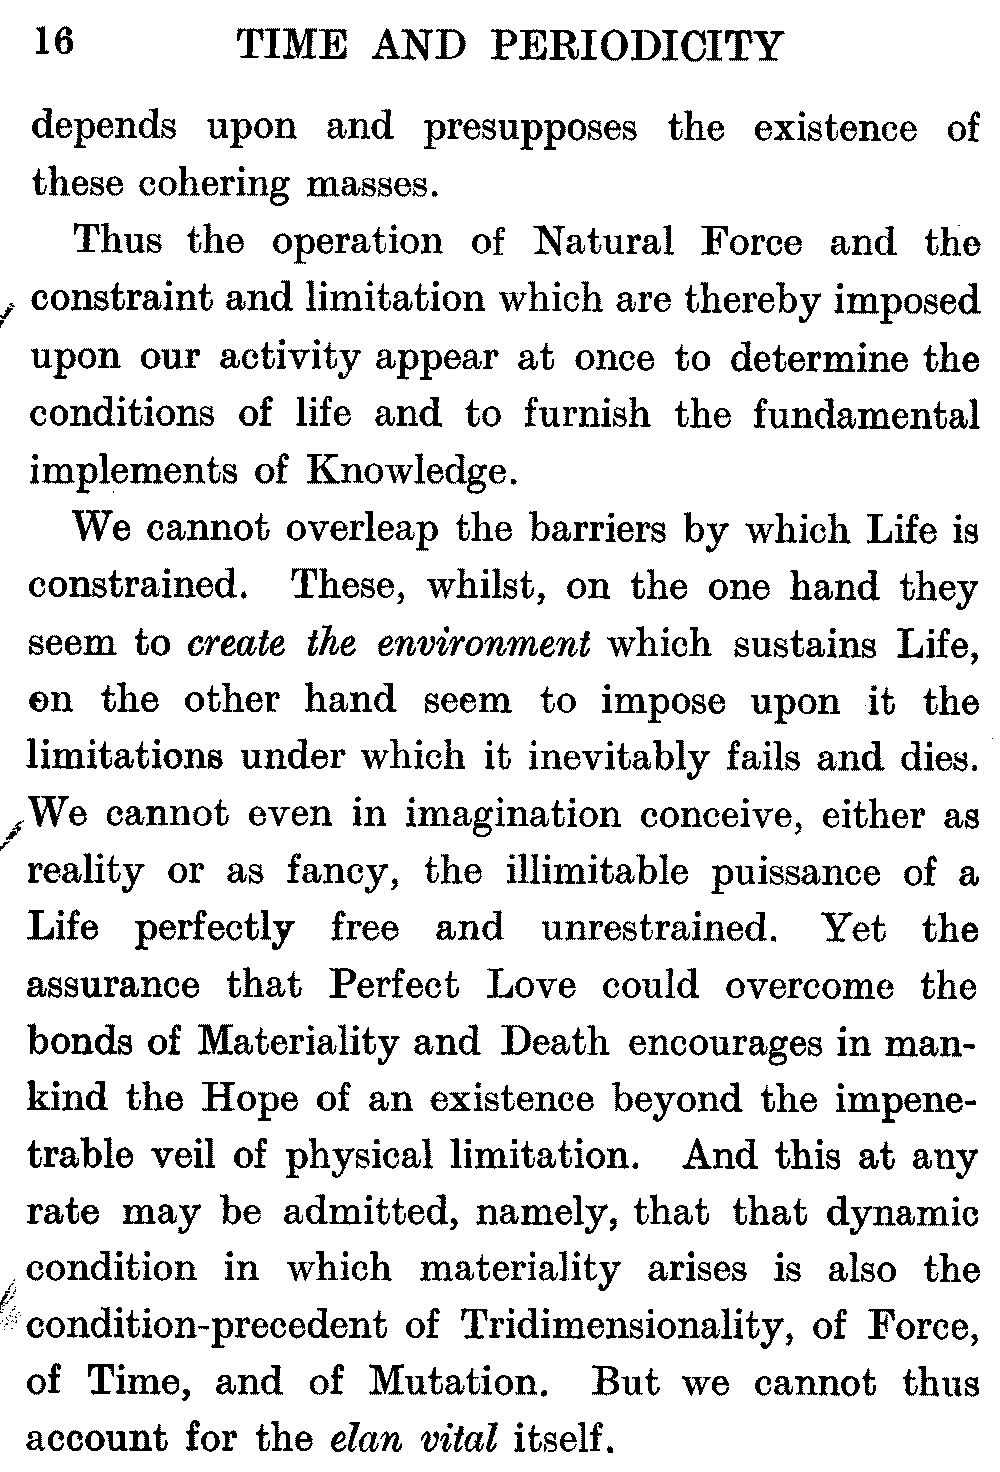 16 TIME AND PERIODICITY
depends upon and presupposes the existence of
these cohering masses.
Thus the operation of Natural Force and the
constraint and limitation which are thereby imposed
upon our activity appear at once to determine the
conditions of life and to furnish the fundamental
implements of Knowledge.
We cannot overleap the barriers by which Life is
constrained. These, whilst, on the one hand they
seem to create the environment which sustains Life,
on the other hand seem to impose upon it the
limitations under which it inevitably fails and dies.
We cannot even in imagination conceive, either as
reality or as fancy, the illimitable puissance of a
Life perfectly free and unrestrained. Yet the
assurance that Perfect Love could overcome the
bonds of Materiality and Death encourages in man-
kind the Hope of an existence beyond the impene-
trable veil of physical limitation. And this at any
rate may be admitted, namely, that that dynamic
condition in which materiality arises is also the
condition-precedent of Tridimensionality, of Force,
of Time, and of Mutation. But we cannot thus
account for the elan vital itself.